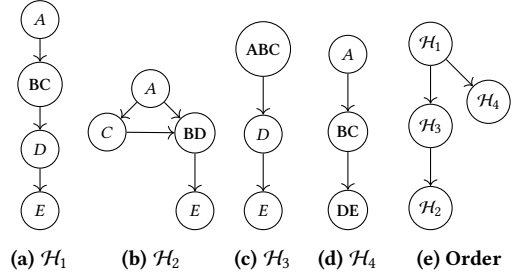 A
BC
D
E
(a) ℋ₁
A
C
BD
E
(b) ℋ₂
ABC
D
E
(c) ℋ₃
A
BC
DE
(d) ℋ₄
ℋ₁
ℋ₄
ℋ₃
ℋ₂
(e) Order